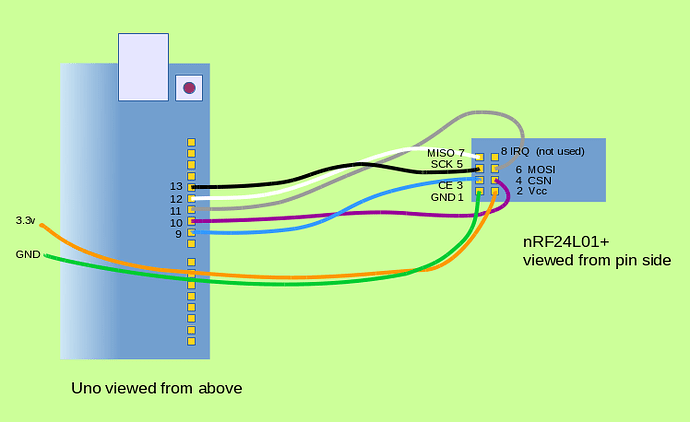 MISO 7
8 IRQ (not used)
SCK 5
6 MOSI
CE 3
4 CSN
GND 1
2 Vcc
13
12
11
10
9
3.3v
GND
nRF24L01+
viewed from pin side
Uno viewed from above